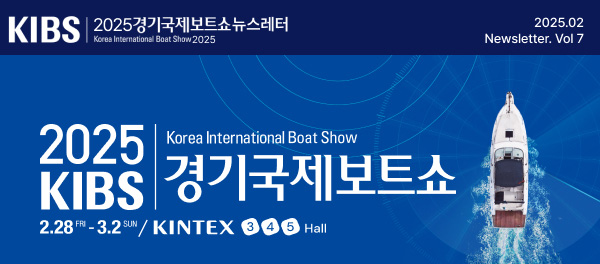 KIBS
2025경기국제보트쇼뉴스레터
Korea International Boat Show 2025
2025.02
Newsletter. Vol 7
2025
KIBS
Korea International Boat Show
경기국제보트쇼
2.28 FRI - 3.2 SUN / KINTEX 3 4 5 Hall